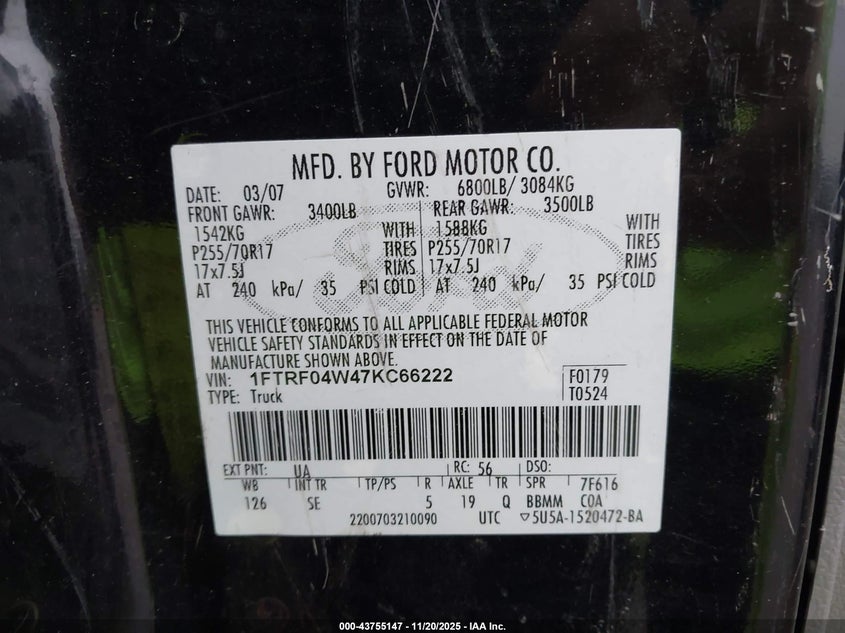 MFD. BY FORD MOTOR CO.
DATE: 03/07 GVWR: 6800LB/ 3084KG
FRONT GAWR: 3400LB REAR GAWR: 3500LB
1542KG WITH 1588KG WITH
P255/70R17 TIRES P255/70R17 TIRES
17x7.5J RIMS 17x7.5J RIMS
AT 240 kPa/ 35 PSI COLD AT 240 kPa/ 35 PSI COLD
THIS VEHICLE CONFORMS TO ALL APPLICABLE FEDERAL MOTOR
VEHICLE SAFETY STANDARDS IN EFFECT ON THE DATE OF
MANUFACTURE SHOWN ABOVE.
VIN: 1FTRF04W47KC66222 F0179
TYPE: Truck T0524
EXT PNT: UA RC: 56 DSO:
WB INT TR TP/PS R AXLE TR SPR 7F616
126 SE 5 19 Q BBMM COA
2200703210090 UTC ▽5U5A-1520472-BA
000-43755147 - 11/20/2025 - IAA Inc.